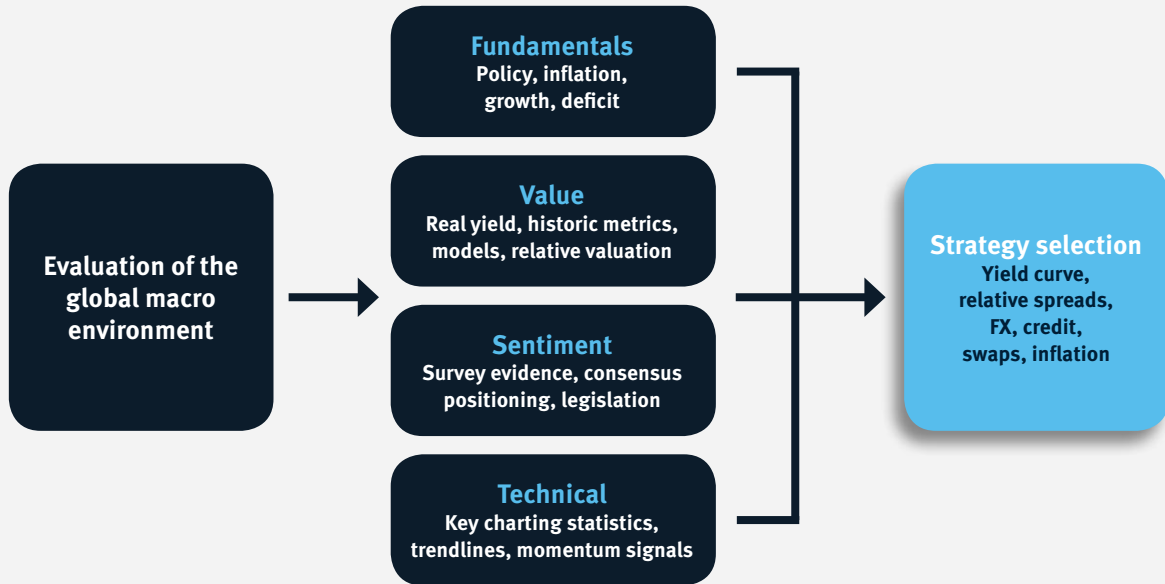 Fundamentals
Policy, inflation,
growth, deficit
Evaluation of the
global macro
environment
Value
Real yield, historic metrics,
models, relative valuation
Sentiment
Survey evidence, consensus
positioning, legislation
Technical
Key charting statistics,
trendlines, momentum signals
Strategy selection
Yield curve,
relative spreads,
FX, credit,
swaps, inflation